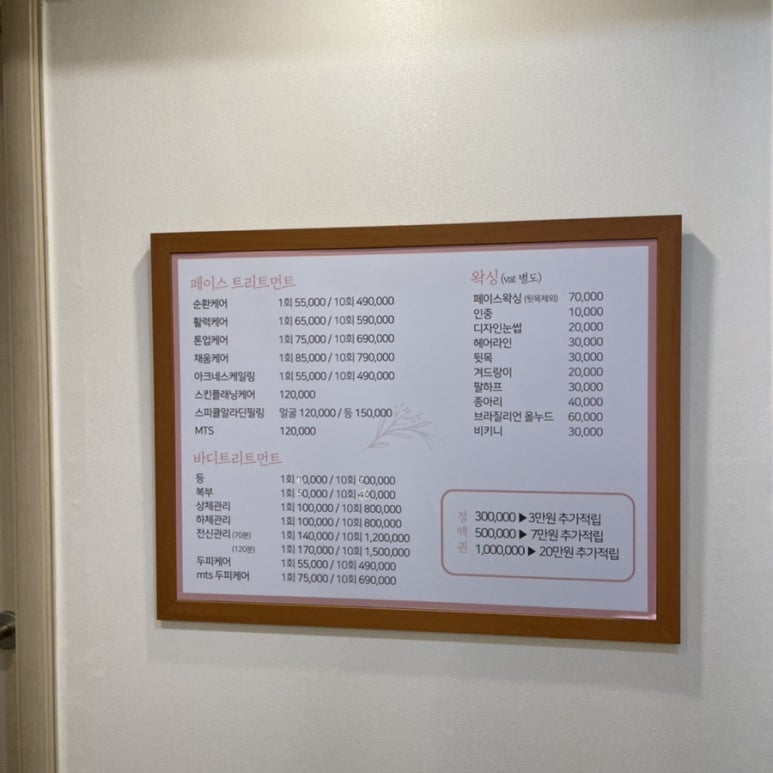 페이스 트리트먼트
순환케어 1회 55,000 / 10회 490,000
활력케어 1회 65,000 / 10회 590,000
톤업케어 1회 75,000 / 10회 690,000
채움케어 1회 85,000 / 10회 790,000
아크네스케일링 1회 55,000 / 10회 490,000
스킨플래닝케어 120,000
스피큘알라딘필링 얼굴 120,000 / 등 150,000
MTS 120,000
바디트리트먼트
등 1회 / 10회
복부 1회 / 10회
상체관리 1회 100,000 / 10회 800,000
하체관리 1회 100,000 / 10회 800,000
전신관리 (70분) 1회 140,000 / 10회 1,200,000
(120분) 1회 170,000 / 10회 1,500,000
두피케어 1회 55,000 / 10회 490,000
mts 두피케어 1회 75,000 / 10회 690,000
왁싱 (vat 별도)
페이스왁싱 (뒷목제외) 70,000
인중 10,000
디자인눈썹 20,000
헤어라인 30,000
뒷목 30,000
겨드랑이 20,000
팔하프 30,000
종아리 40,000
브라질리언 올누드 60,000
비키니 30,000
정액권
300,000 ▶ 3만원 추가적립
500,000 ▶ 7만원 추가적립
1,000,000 ▶ 20만원 추가적립